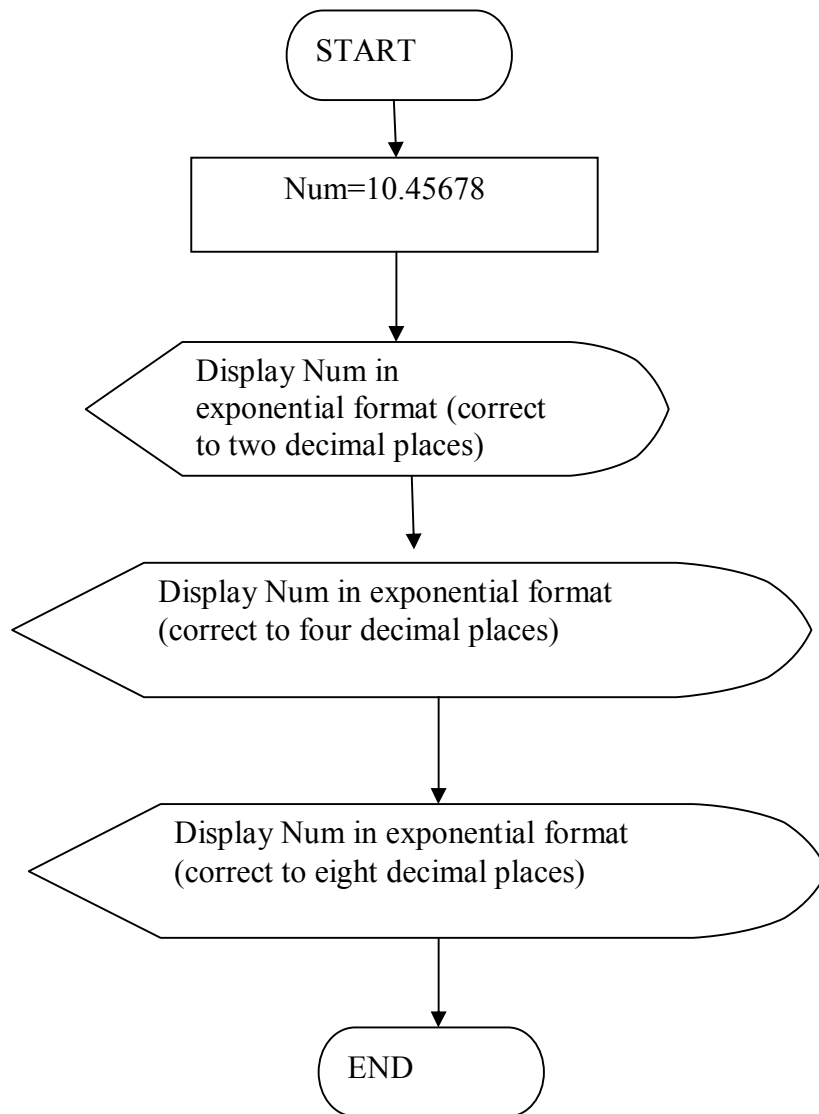 START
Num=10.45678
Display Num in
exponential format (correct
to two decimal places)
Display Num in exponential format
(correct to four decimal places)
Display Num in exponential format
(correct to eight decimal places)
END